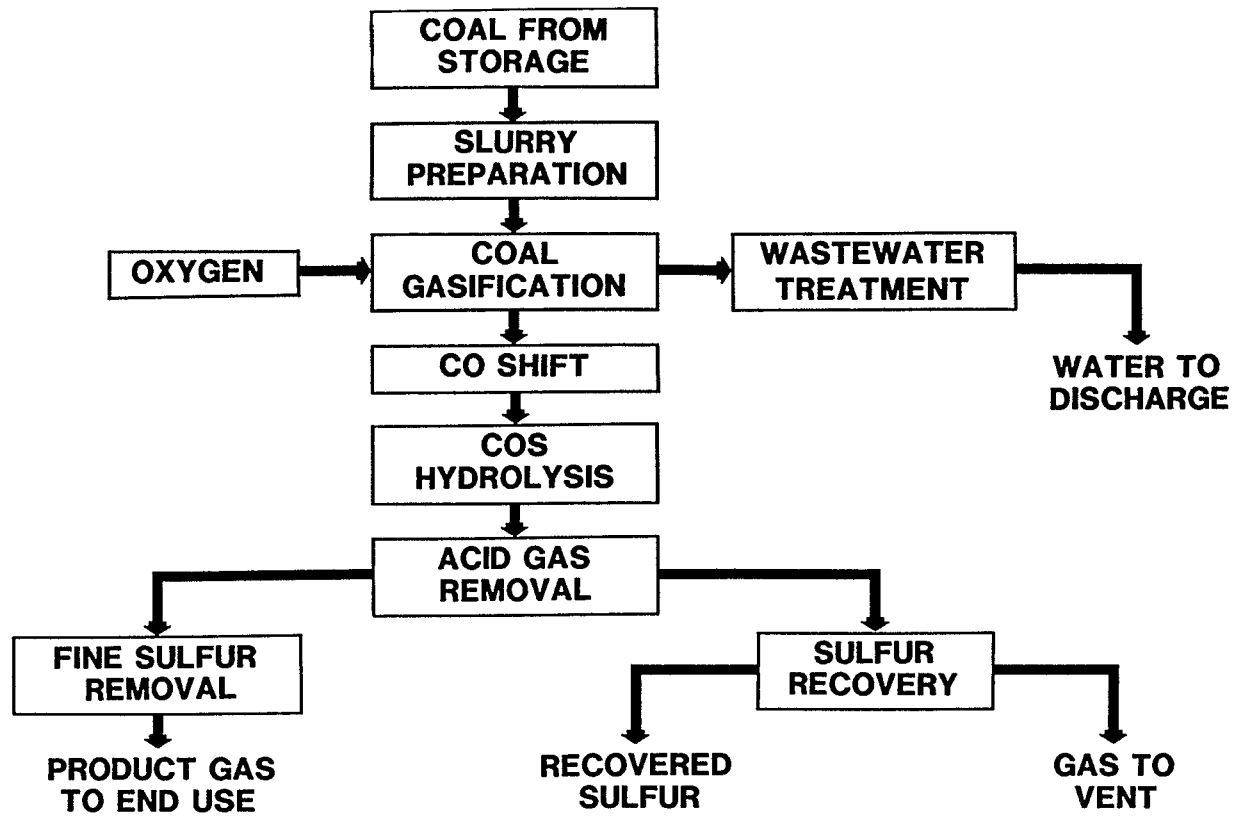 COAL FROM
STORAGE
SLURRY
PREPARATION
OXYGEN
COAL
GASIFICATION
WASTEWATER
TREATMENT
CO SHIFT
WATER TO
DISCHARGE
COS
HYDROLYSIS
ACID GAS
REMOVAL
FINE SULFUR
REMOVAL
SULFUR
RECOVERY
PRODUCT GAS
TO END USE
RECOVERED
SULFUR
GAS TO
VENT